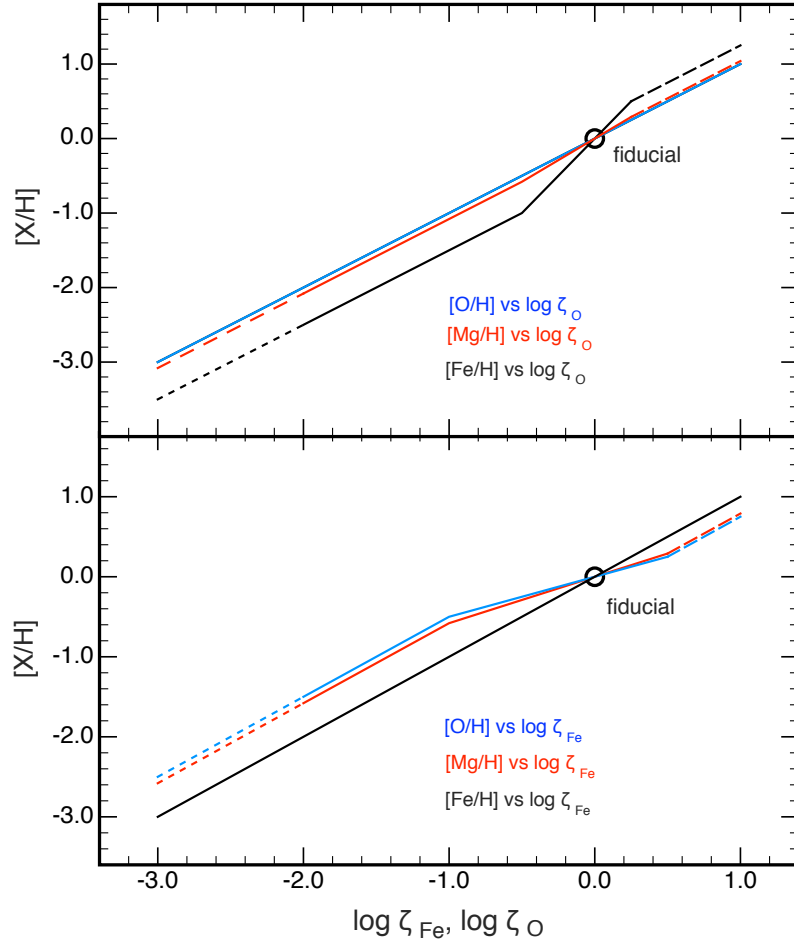 1.0
0.0
-1.0
-2.0
-3.0
[X/H]
fiducial
[O/H] vs log ζ O
[Mg/H] vs log ζ O
[Fe/H] vs log ζ O
1.0
0.0
-1.0
-2.0
-3.0
[X/H]
fiducial
[O/H] vs log ζ Fe
[Mg/H] vs log ζ Fe
[Fe/H] vs log ζ Fe
-3.0 -2.0 -1.0 0.0 1.0
log ζ Fe, log ζ O